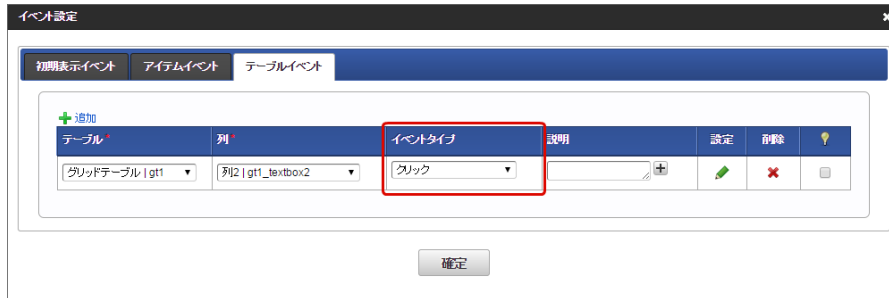 イベント設定
初期表示イベント アイテムイベント テーブルイベント
追加
テーブル* 列* イベントタイプ 説明 設定 削除
グリッドテーブル | gt1 列2 | gt1_textbox2 クリック
確定